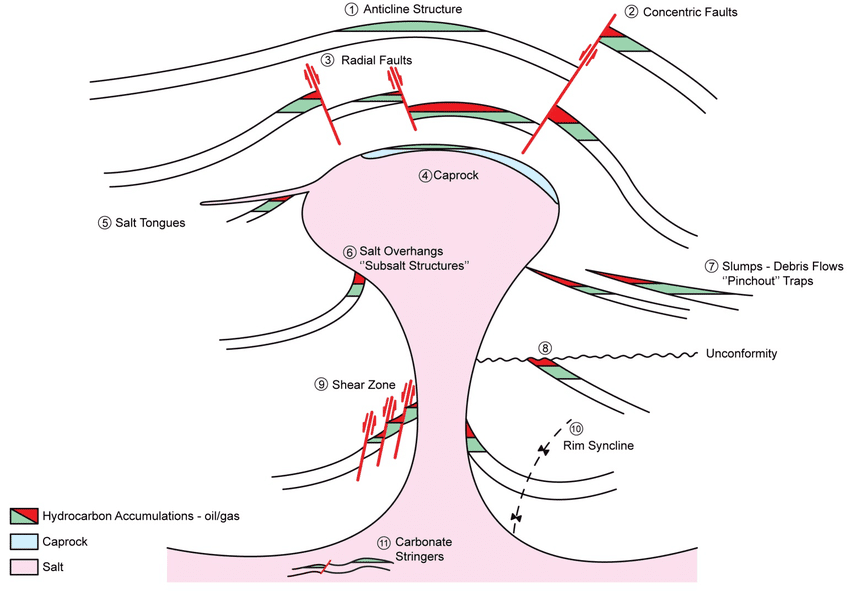 ① Anticline Structure
② Concentric Faults
③ Radial Faults
④ Caprock
⑤ Salt Tongues
⑥ Salt Overhangs
‘‘Subsalt Structures’’
⑦ Slumps - Debris Flows
‘‘Pinchout’’ Traps
⑧
Unconformity
⑨ Shear Zone
⑩
Rim Syncline
Hydrocarbon Accumulations - oil/gas
Caprock
Salt
⑪ Carbonate
Stringers